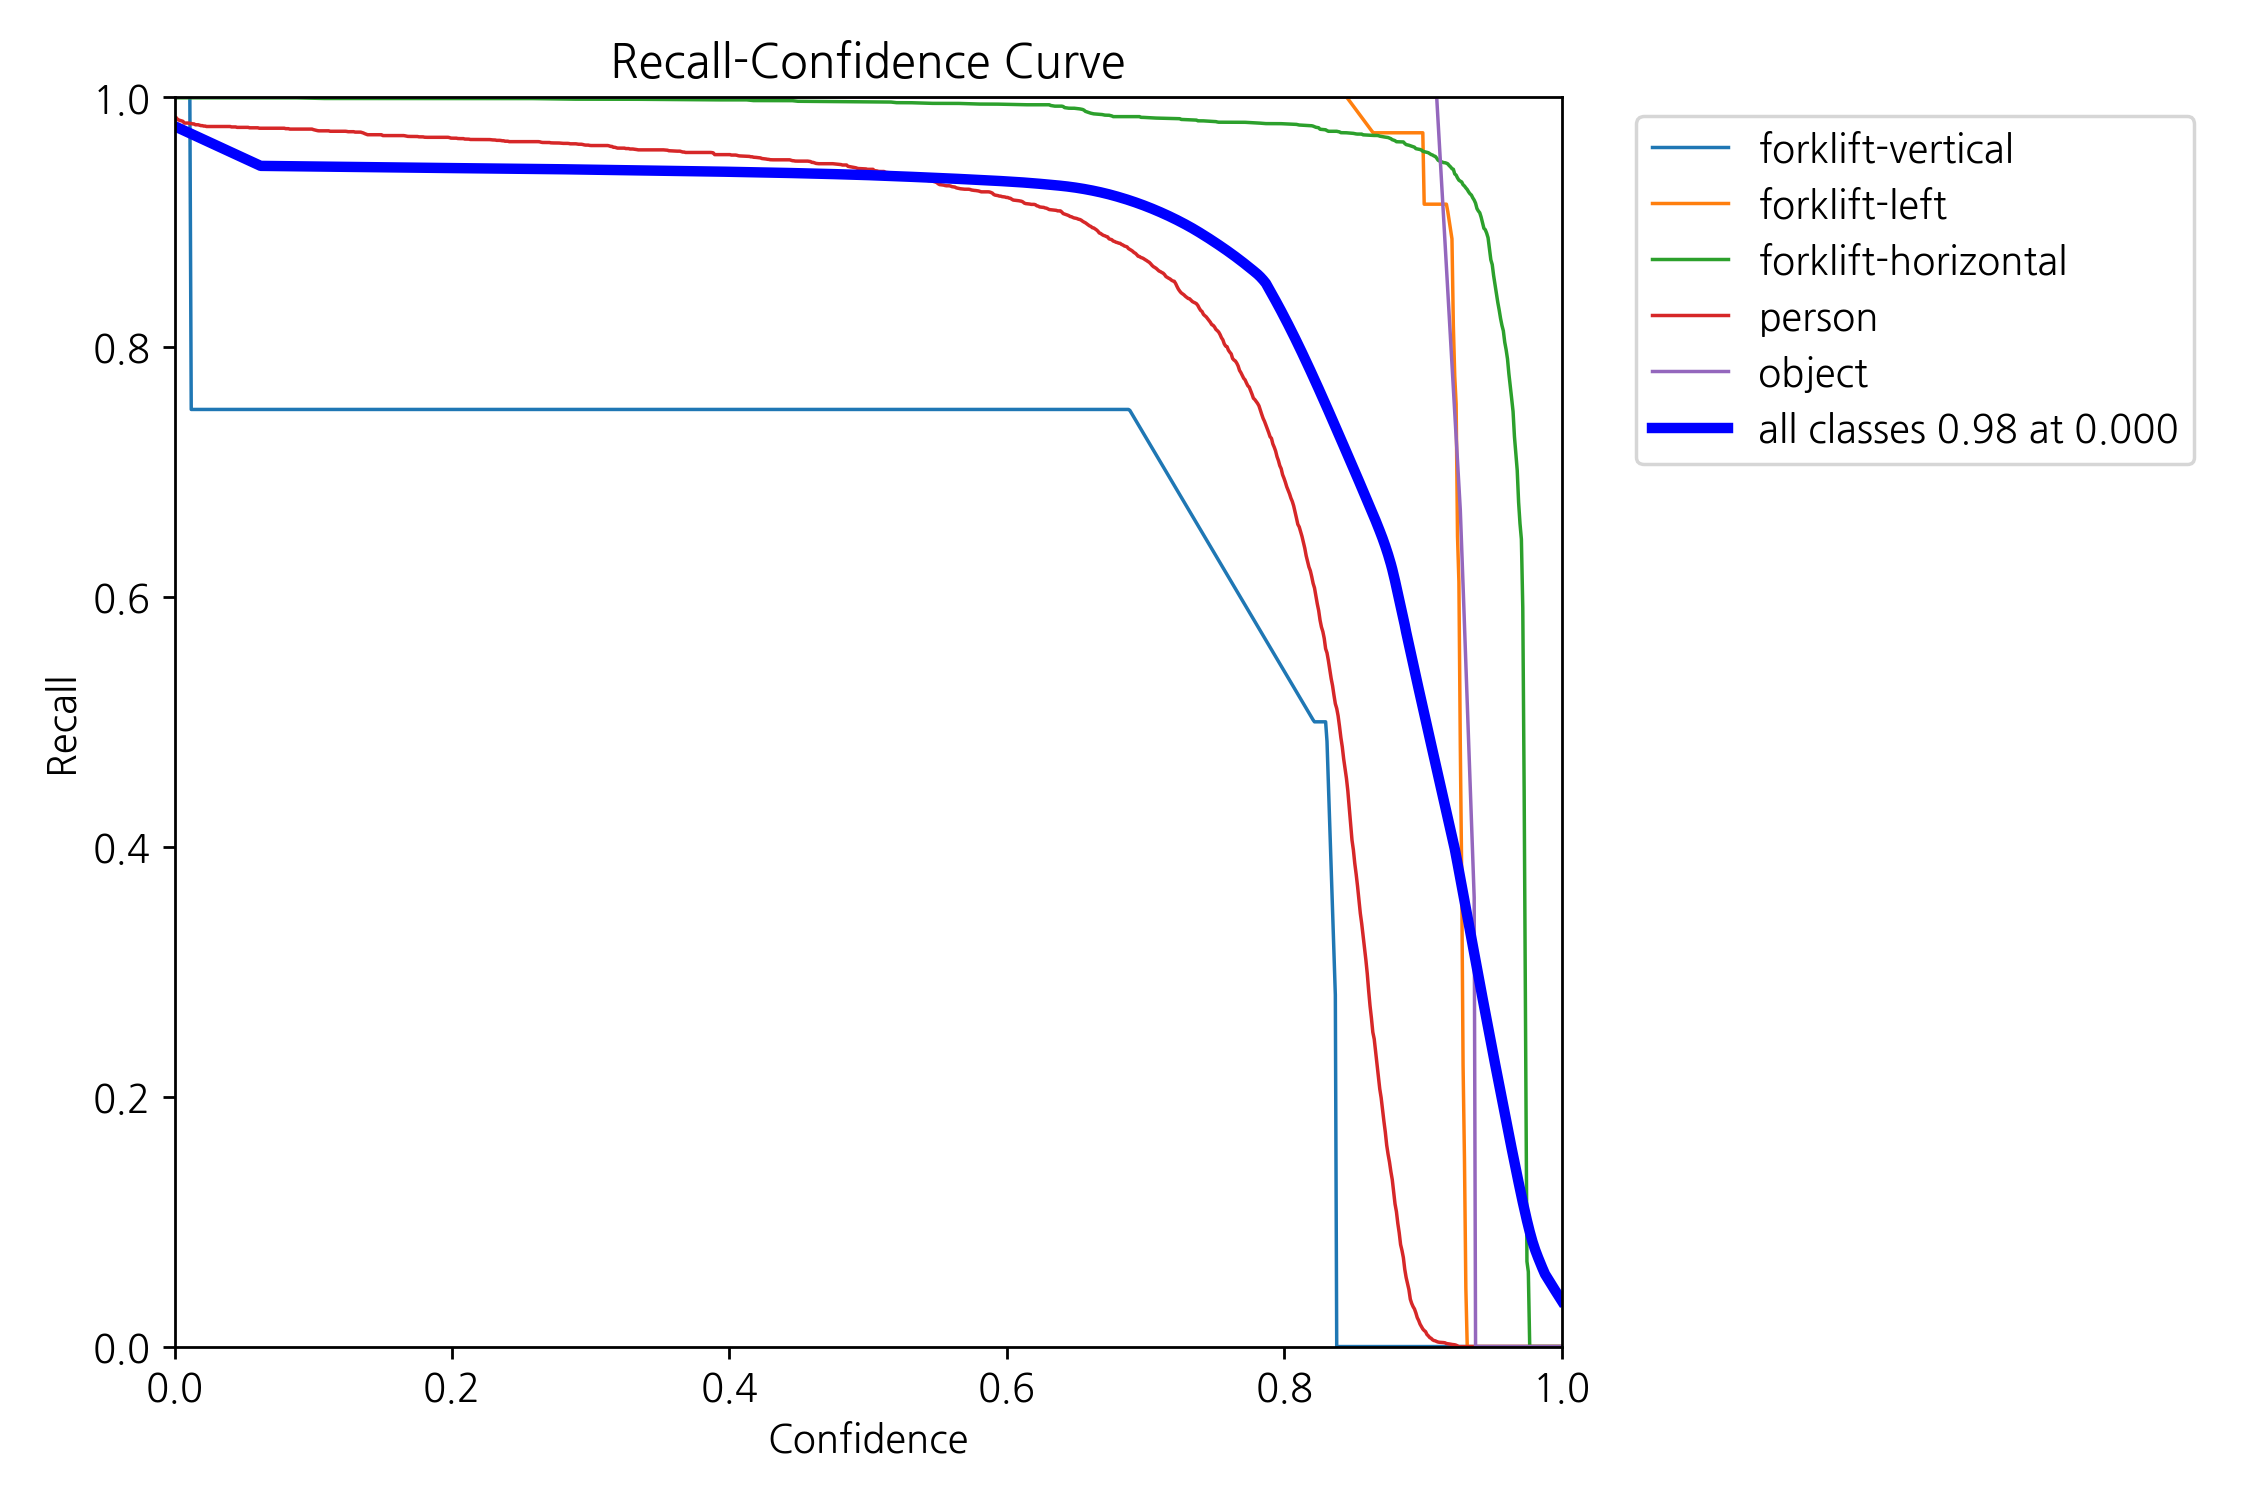 Recall-Confidence Curve
1.0
0.8
0.6
0.4
0.2
0.0
Recall
0.0 0.2 0.4 0.6 0.8 1.0
Confidence
forklift-vertical
forklift-left
forklift-horizontal
person
object
all classes 0.98 at 0.000